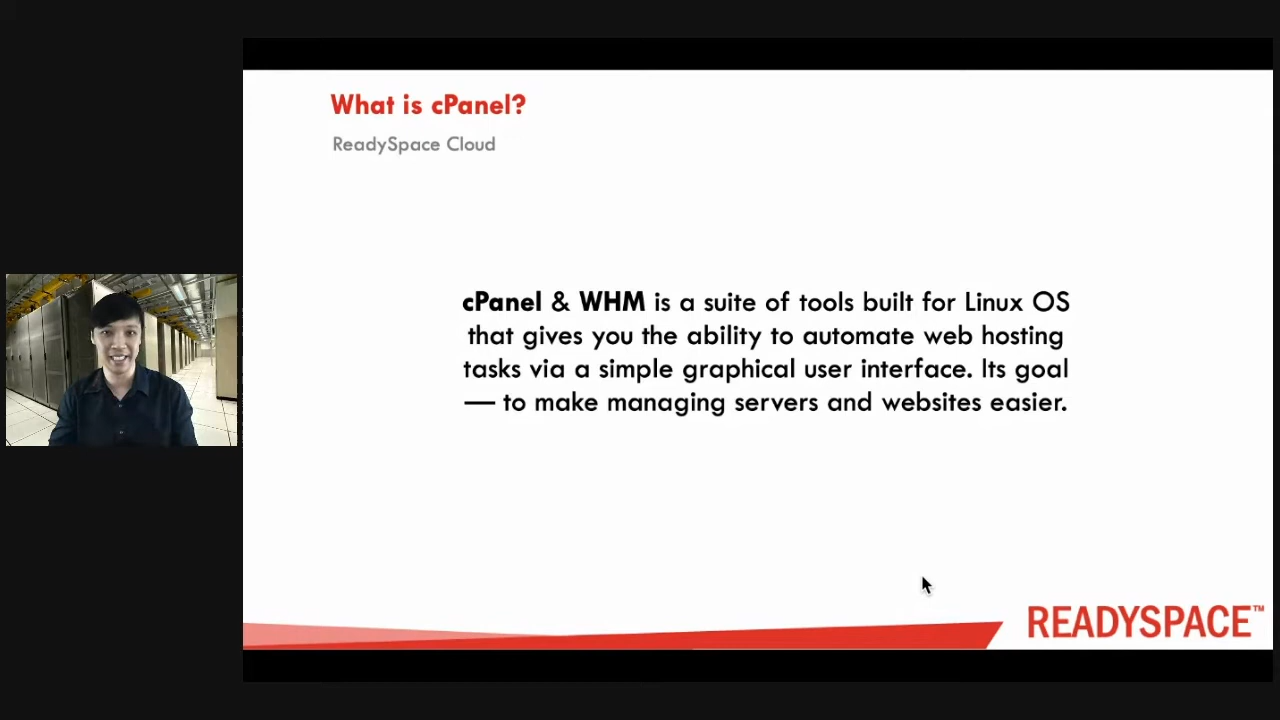 What is cPanel?
ReadySpace Cloud
cPanel & WHM is a suite of tools built for Linux OS
that gives you the ability to automate web hosting
tasks via a simple graphical user interface. Its goal
— to make managing servers and websites easier.
READYSPACE™